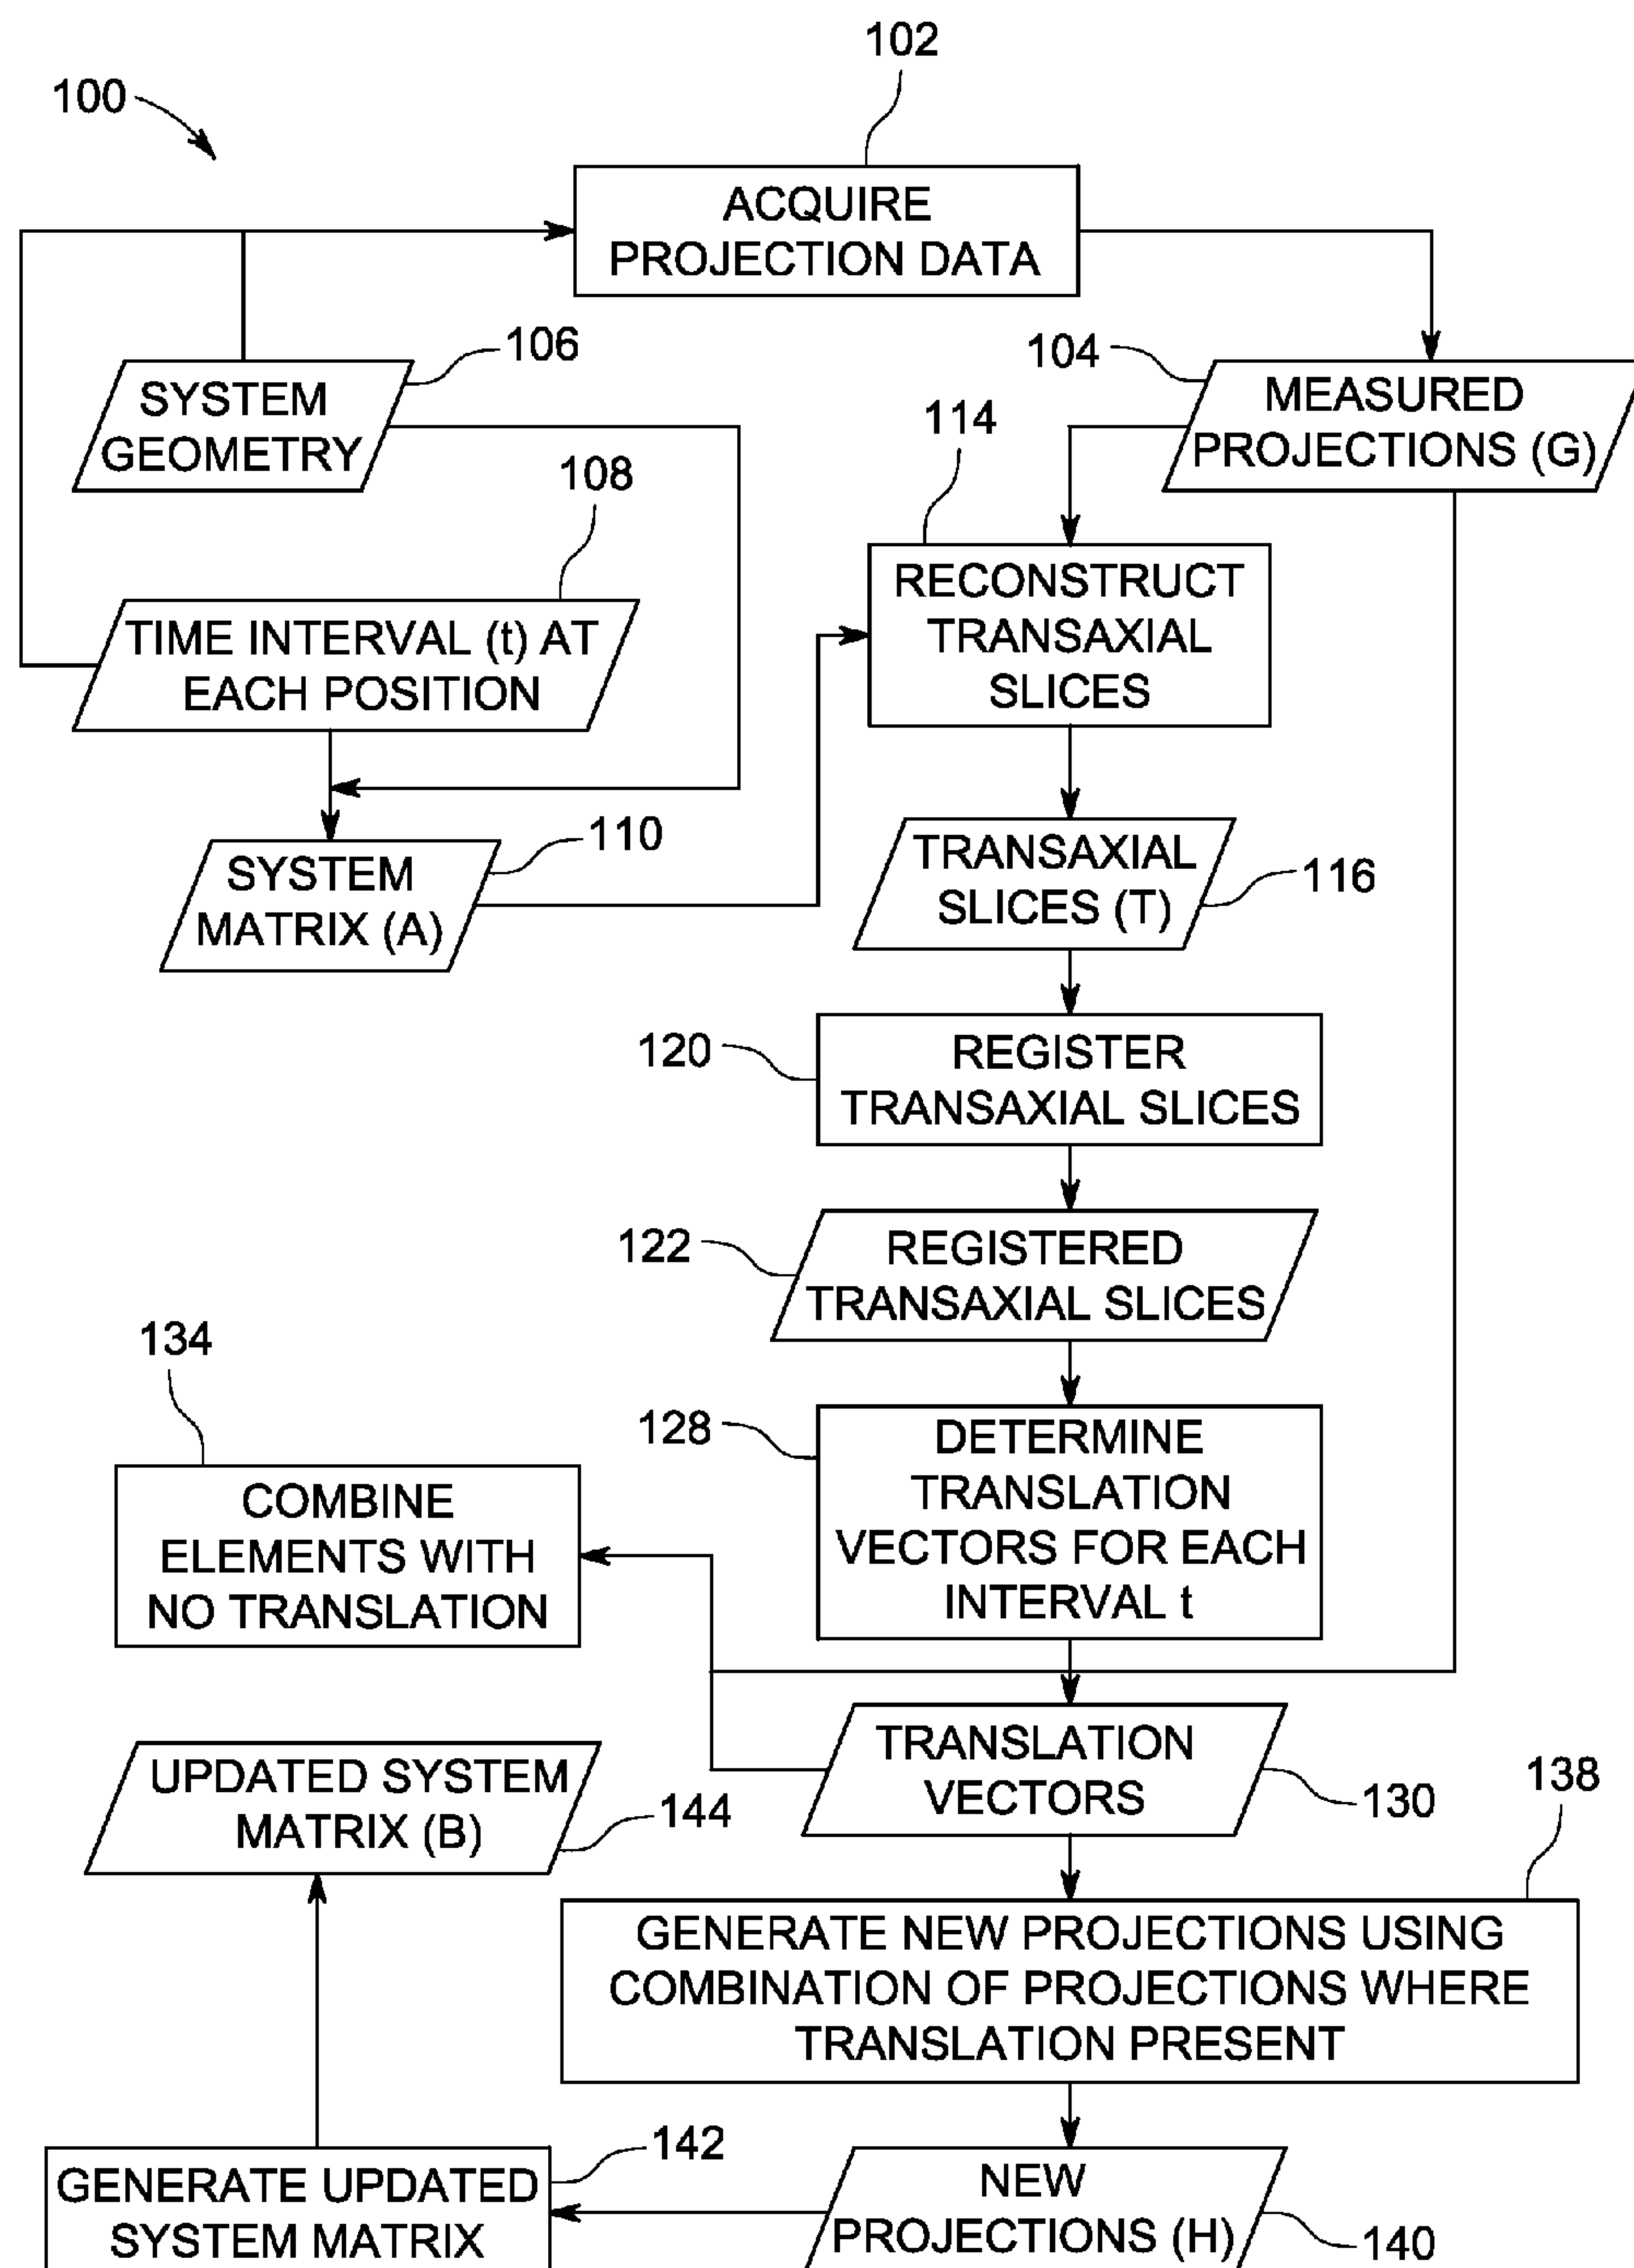 102
100
ACQUIRE
PROJECTION DATA
106
104
SYSTEM
GEOMETRY
MEASURED
PROJECTIONS (G)
114
108
RECONSTRUCT
TRANSAXIAL
SLICES
TIME INTERVAL (t) AT
EACH POSITION
110
SYSTEM
MATRIX (A)
TRANSAXIAL
SLICES (T)
116
120
REGISTER
TRANSAXIAL SLICES
122
REGISTERED
TRANSAXIAL SLICES
134
128
DETERMINE
TRANSLATION
VECTORS FOR EACH
INTERVAL t
COMBINE
ELEMENTS WITH
NO TRANSLATION
TRANSLATION
VECTORS
130
138
UPDATED SYSTEM
MATRIX (B)
144
GENERATE NEW PROJECTIONS USING
COMBINATION OF PROJECTIONS WHERE
TRANSLATION PRESENT
142
GENERATE UPDATED
SYSTEM MATRIX
NEW
PROJECTIONS (H)
140